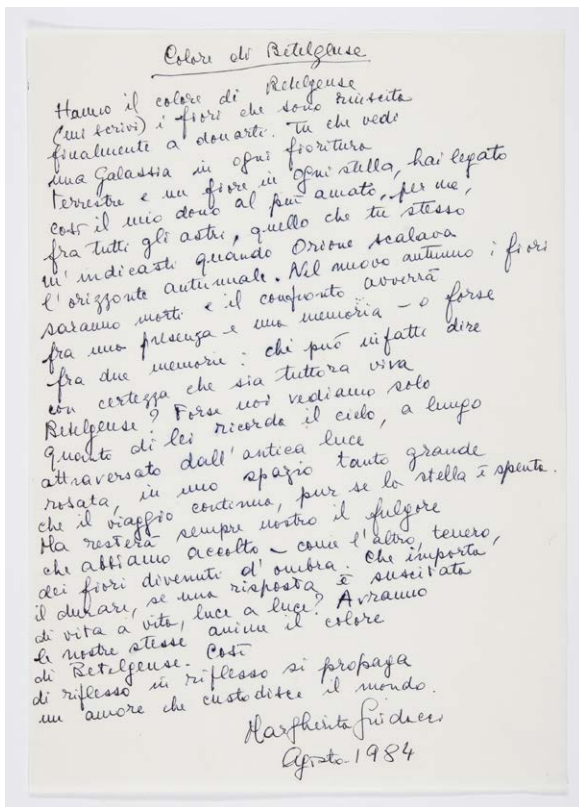 Colore di Betelgeuse
Hanno il colore di Betelgeuse
(mi scrivi) i fiori che sono riuscita
finalmente a donarti. Tu che vedi
una Galassia in ogni fioritura
terrestre e un fiore in ogni stella, hai legato
così il mio dono al più amato, per me,
fra tutti gli astri, quello che tu stesso
m'indicasti quando Orione scalava
l'orizzonte autunnale. Nel nuovo autunno i fiori
saranno morti e il confronto avverrà
fra una presenza e una memoria – o forse
fra due memorie: chi può infatti dire
con certezza che sia tuttora viva
Betelgeuse? Forse noi vediamo solo
quanto di lei ricorda il cielo, a lungo
attraversato dall'antica luce
rosata, in uno spazio tanto grande
che il viaggio continua, pur se la stella è spenta.
Ma resterà sempre nostro il fulgore
che abbiamo accolto – come l'altro, tenero,
dei fiori divenuti d'ombra. Che importa,
il durare, se una risposta è suscitata
di vita a vita, luce a luce? Avranno
le nostre stesse anime il colore
di Betelgeuse. Così
di riflesso in riflesso si propaga
un amore che custodisce il mondo.
Margherita Guidacci
Agosto 1984